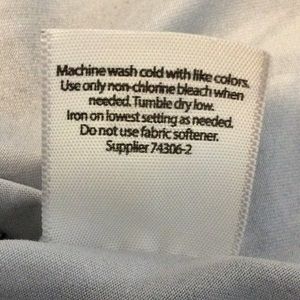 Machine wash cold with like colors.
Use only non-chlorine bleach when
needed. Tumble dry low.
Iron on lowest setting as needed.
Do not use fabric softener.
Supplier 74306-2